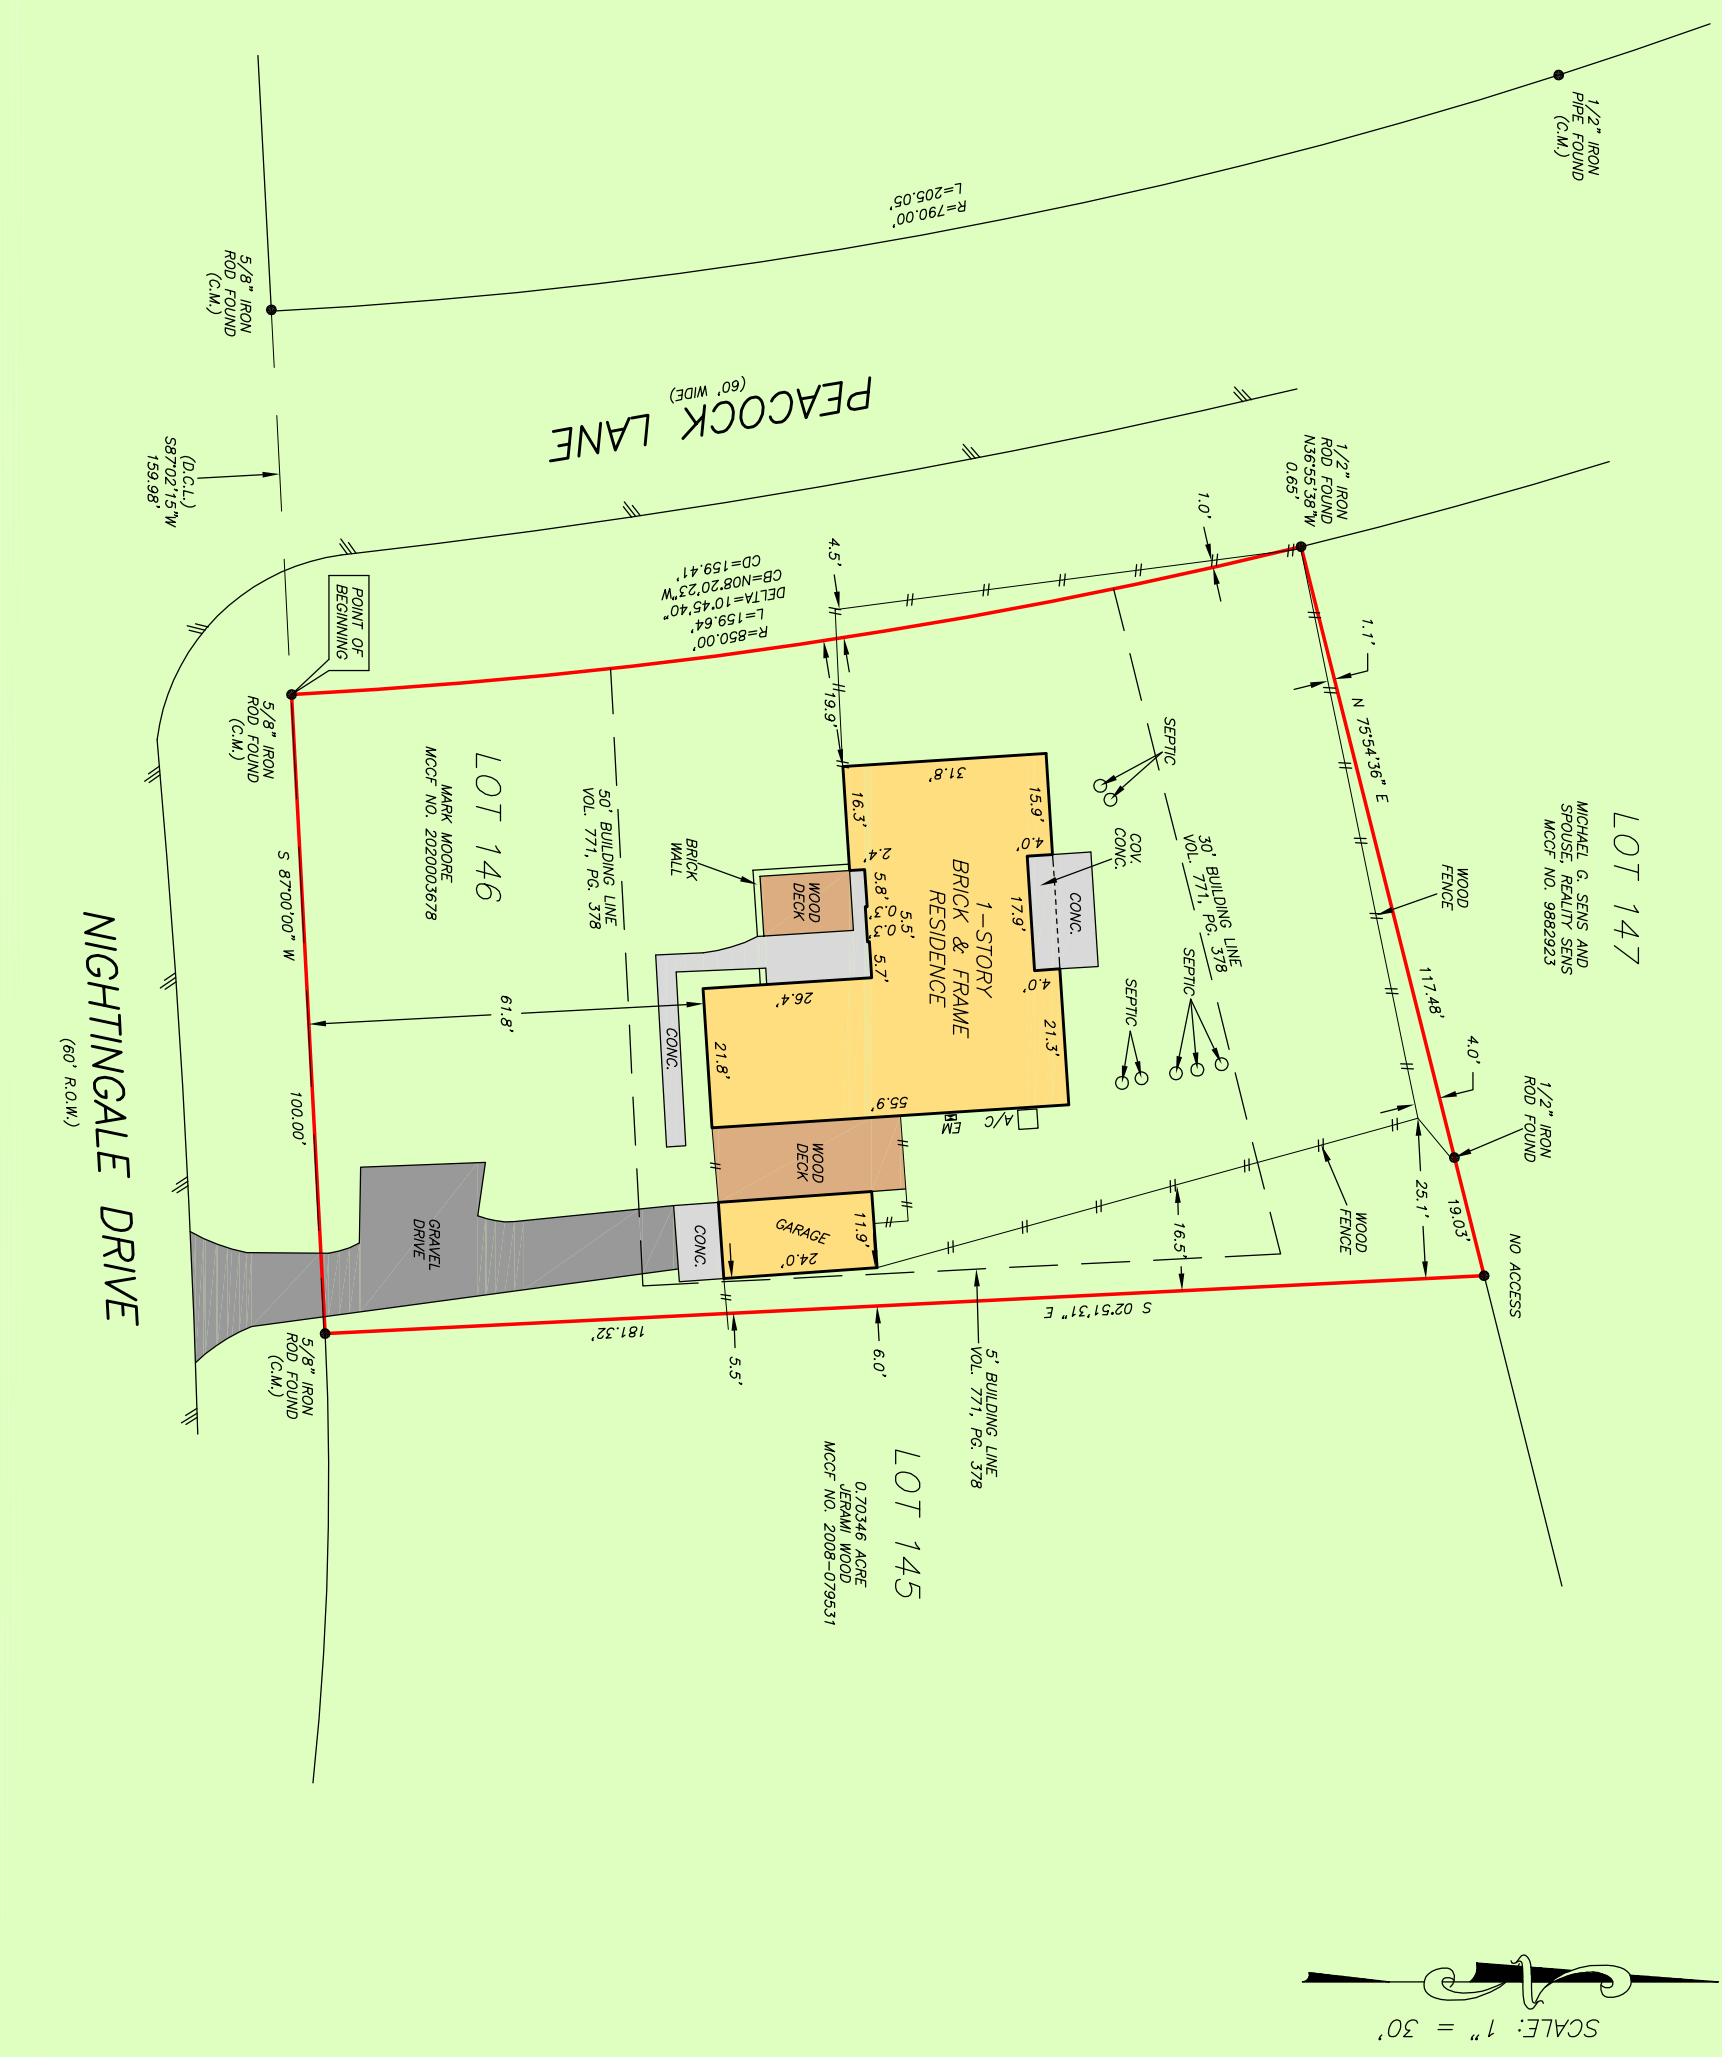 1/2" IRON
PIPE FOUND
(C.M.)
R=790.00'
L=205.05'
5/8" IRON
ROD FOUND
(C.M.)
PEACOCK LANE
(60' WIDE)
(D.C.L.)
S87°02'15"W
159.98'
1/2" IRON
ROD FOUND
N36°55'38"W
0.65'
1.0'
4.5'
R=850.00'
L=159.64'
DELTA=10°45'40"
CB=N08°20'23"W
CD=159.41'
POINT OF
BEGINNING
5/8" IRON
ROD FOUND
(C.M.)
1.1'
N 75°54'36" E
117.48'
LOT 147
MICHAEL G. SENS AND
SPOUSE, REALITY SENS
MCCF NO. 9882923
WOOD
FENCE
19.9'
SEPTIC
LOT 146
MARK MOORE
MCCF NO. 2020003678
50' BUILDING LINE
VOL. 771, PG. 378
30' BUILDING LINE
VOL. 771, PG. 378
31.8'
16.3'
15.9'
4.0'
2.4'
5.8'
0.3'
5.5'
0.3'
5.7'
17.9'
4.0'
21.3'
26.4'
21.8'
55.9'
1-STORY
BRICK & FRAME
RESIDENCE
COV.
CONC.
CONC.
BRICK
WALL
WOOD
DECK
CONC.
SEPTIC
SEPTIC
A/C
EM
WOOD
DECK
S 87°00'00" W
100.00'
61.8'
NIGHTINGALE DRIVE
(60' R.O.W.)
GRAVEL
DRIVE
CONC.
GARAGE
11.9'
24.0'
4.0'
1/2" IRON
ROD FOUND
25.1'
19.03'
16.5'
WOOD
FENCE
NO ACCESS
S 02°51'31" E
181.32'
5.5'
6.0'
5' BUILDING LINE
VOL. 771, PG. 378
5/8" IRON
ROD FOUND
(C.M.)
LOT 145
0.70346 ACRE
JERAMI WOOD
MCCF NO. 2008-079531
SCALE: 1" = 30'